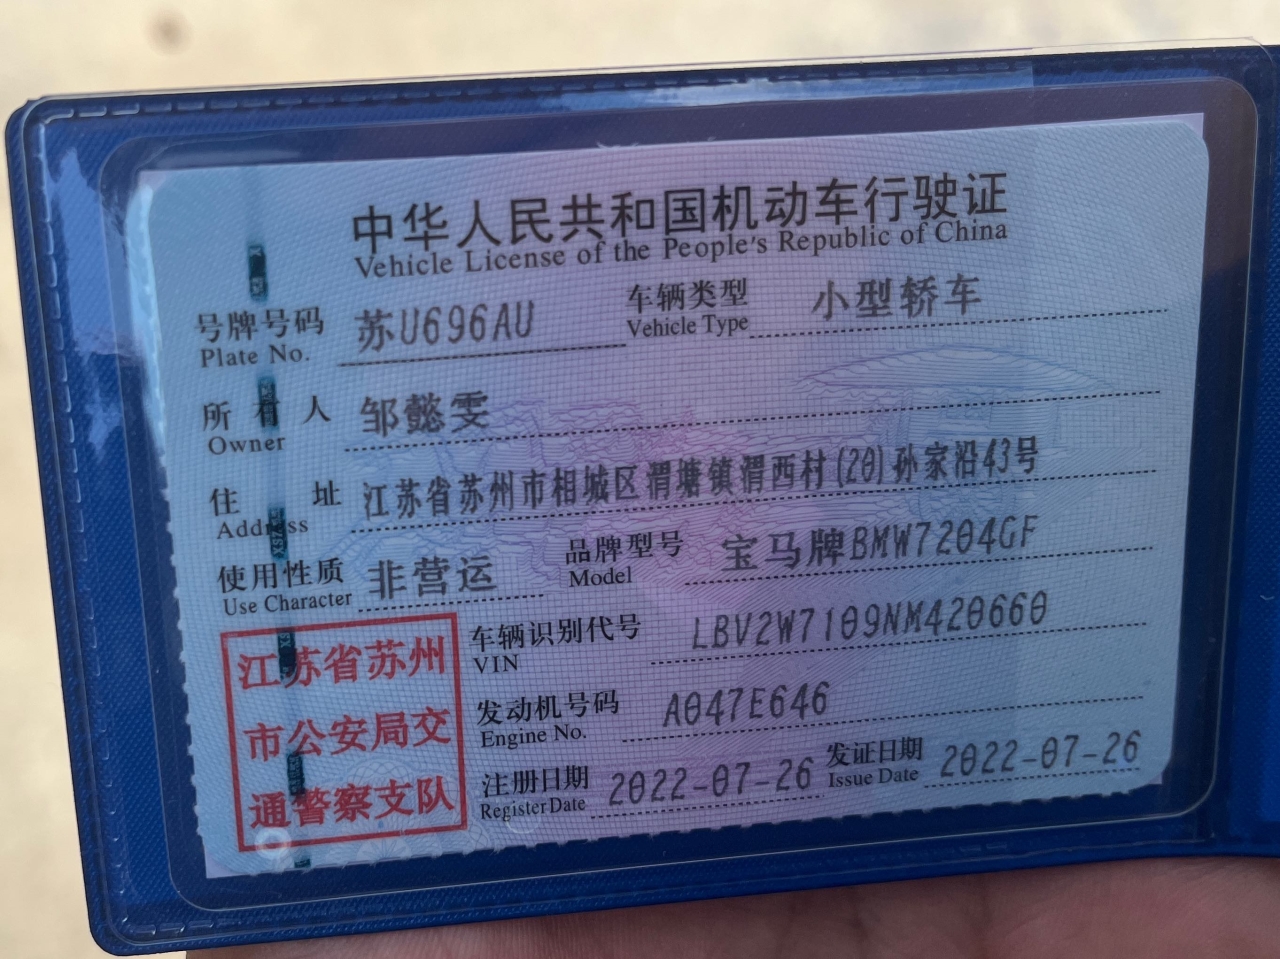 中华人民共和国机动车行驶证
Vehicle License of the People's Republic of China
号牌号码 苏U696AU 车辆类型 小型轿车
Plate No. Vehicle Type
所有人 邹懿雯
Owner
住址 江苏省苏州市相城区渭塘镇渭西村(20)孙家沿43号
Address
使用性质 非营运 品牌型号 宝马牌BMW7204GF
Use Character Model
江苏省苏州
市公安局交
通警察支队
车辆识别代号 LBV2W7109NM420660
VIN
发动机号码 A047E646
Engine No.
注册日期 2022-07-26 发证日期 2022-07-26
Register Date Issue Date